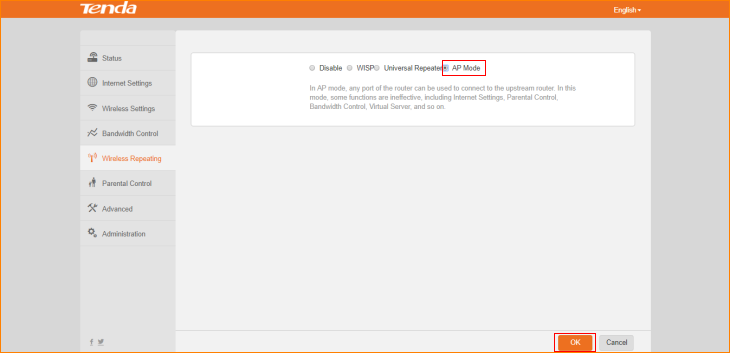 Tenda
English
Status
Internet Settings
Wireless Settings
Bandwidth Control
Wireless Repeating
Parental Control
Advanced
Administration
Disable WISP Universal Repeater AP Mode
In AP mode, any port of the router can be used to connect to the upstream router. In this
mode, some functions are ineffective, including Internet Settings, Parental Control,
Bandwidth Control, Virtual Server, and so on.
OK Cancel